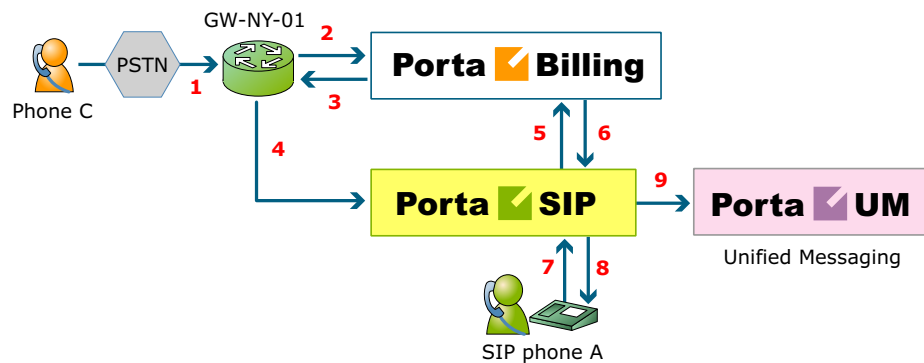 GW-NY-01
2
PSTN
Porta Billing
1
3
Phone C
4
5
6
9
Porta SIP
Porta UM
7
8
Unified Messaging
SIP phone A